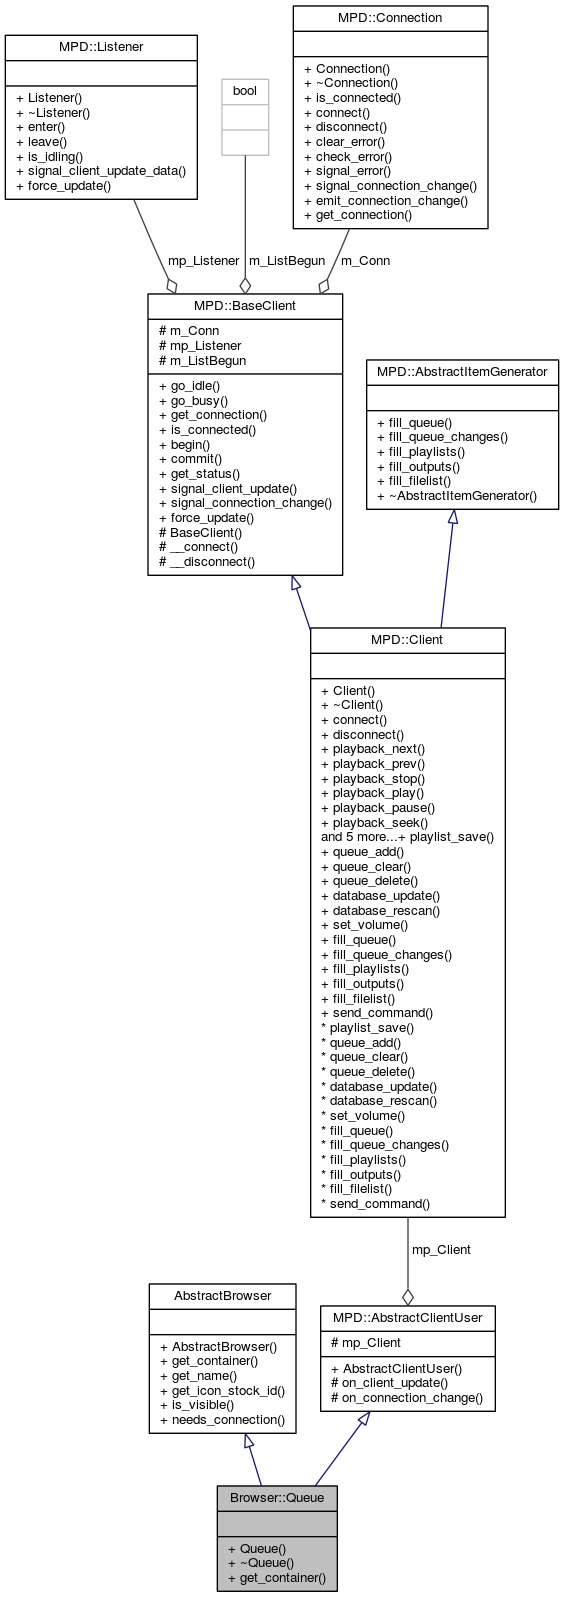 MPD::Connection
+ Connection()
+ ~Connection()
+ is_connected()
+ connect()
+ disconnect()
+ clear_error()
+ check_error()
+ signal_error()
+ signal_connection_change()
+ emit_connection_change()
+ get_connection()
MPD::Listener
+ Listener()
+ ~Listener()
+ enter()
+ leave()
+ is_idling()
+ signal_client_update_data()
+ force_update()
bool
mp_Listener
m_ListBegun
m_Conn
MPD::BaseClient
# m_Conn
# mp_Listener
# m_ListBegun
+ go_idle()
+ go_busy()
+ get_connection()
+ is_connected()
+ begin()
+ commit()
+ get_status()
+ signal_client_update()
+ signal_connection_change()
+ force_update()
# BaseClient()
# __connect()
# __disconnect()
MPD::AbstractItemGenerator
+ fill_queue()
+ fill_queue_changes()
+ fill_playlists()
+ fill_outputs()
+ fill_filelist()
+ ~AbstractItemGenerator()
MPD::Client
+ Client()
+ ~Client()
+ connect()
+ disconnect()
+ playback_next()
+ playback_prev()
+ playback_stop()
+ playback_play()
+ playback_pause()
+ playback_seek()
and 5 more...+ playlist_save()
+ queue_add()
+ queue_clear()
+ queue_delete()
+ database_update()
+ database_rescan()
+ set_volume()
+ fill_queue()
+ fill_queue_changes()
+ fill_playlists()
+ fill_outputs()
+ fill_filelist()
+ send_command()
* playlist_save()
* queue_add()
* queue_clear()
* queue_delete()
* database_update()
* database_rescan()
* set_volume()
* fill_queue()
* fill_queue_changes()
* fill_playlists()
* fill_outputs()
* fill_filelist()
* send_command()
mp_Client
AbstractBrowser
+ AbstractBrowser()
+ get_container()
+ get_name()
+ get_icon_stock_id()
+ is_visible()
+ needs_connection()
MPD::AbstractClientUser
# mp_Client
+ AbstractClientUser()
# on_client_update()
# on_connection_change()
Browser::Queue
+ Queue()
+ ~Queue()
+ get_container()